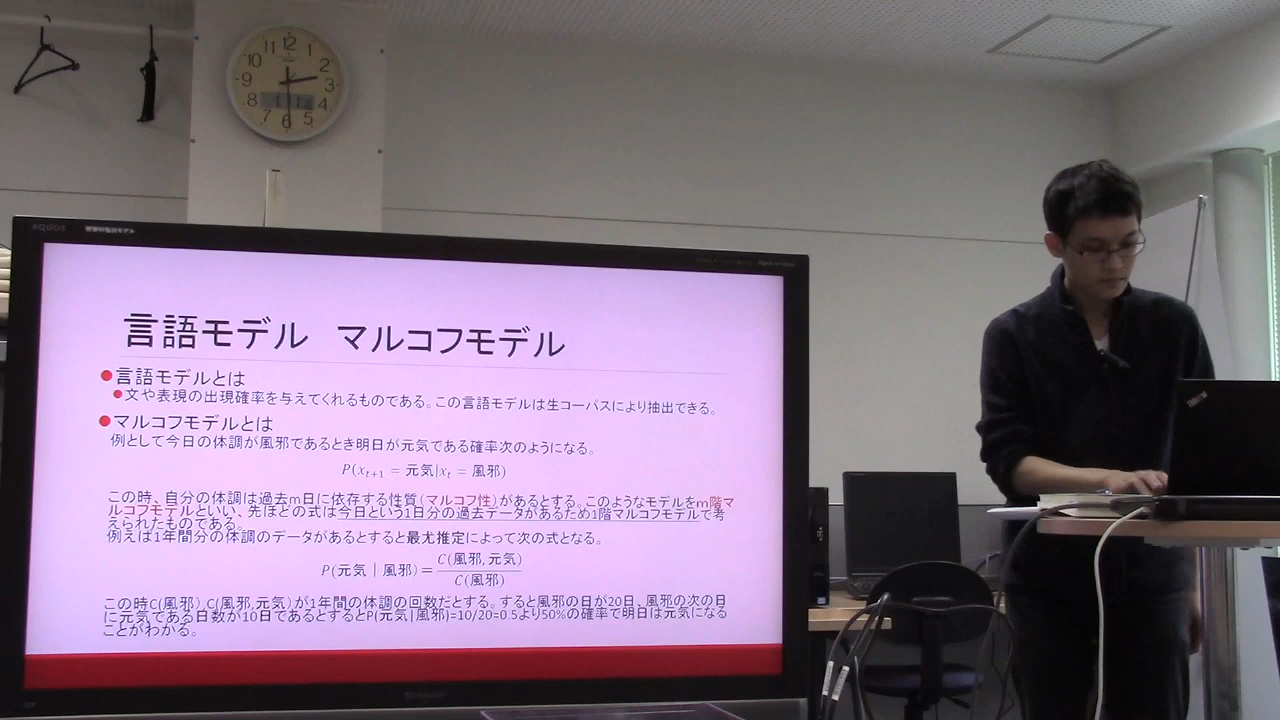 12
11 1
10 2
9 3
8 4
7 5
6
AQUOS
言語モデル　マルコフモデル
●言語モデルとは
●文や表現の出現確率を与えてくれるものである。この言語モデルは生コーパスにより抽出できる。
●マルコフモデルとは
例として今日の体調が風邪であるとき明日が元気である確率次のようになる。
P(x_{t+1} = 元気|x_t = 風邪)
この時、自分の体調は過去m日に依存する性質(マルコフ性)があるとする。このようなモデルをm階マ
ルコフモデルといい、先ほどの式は今日という1日分の過去データがあるため1階マルコフモデルで考
えられたものである。
例えば1年間分の体調のデータがあるとすると最尤推定によって次の式となる。
P(元気 | 風邪) = C(風邪,元気) / C(風邪)
この時C(風邪),C(風邪,元気)が1年間の体調の回数だとする。すると風邪の日が20日、風邪の次の日
に元気である日数が10日であるとするとP(元気|風邪)=10/20=0.5より50%の確率で明日は元気になる
ことがわかる。
SHARP